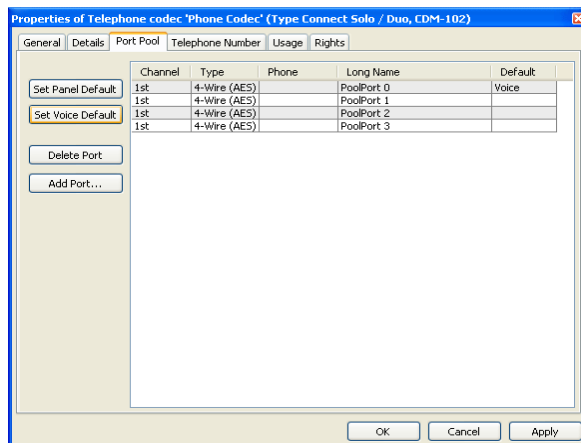 Properties of Telephone codec 'Phone Codec' (Type Connect Solo / Duo, CDM-102)
General Details Port Pool Telephone Number Usage Rights
Set Panel Default
Set Voice Default
Delete Port
Add Port...
Channel Type Phone Long Name Default
1st 4-Wire (AES) PoolPort 0 Voice
1st 4-Wire (AES) PoolPort 1
1st 4-Wire (AES) PoolPort 2
1st 4-Wire (AES) PoolPort 3
OK Cancel Apply